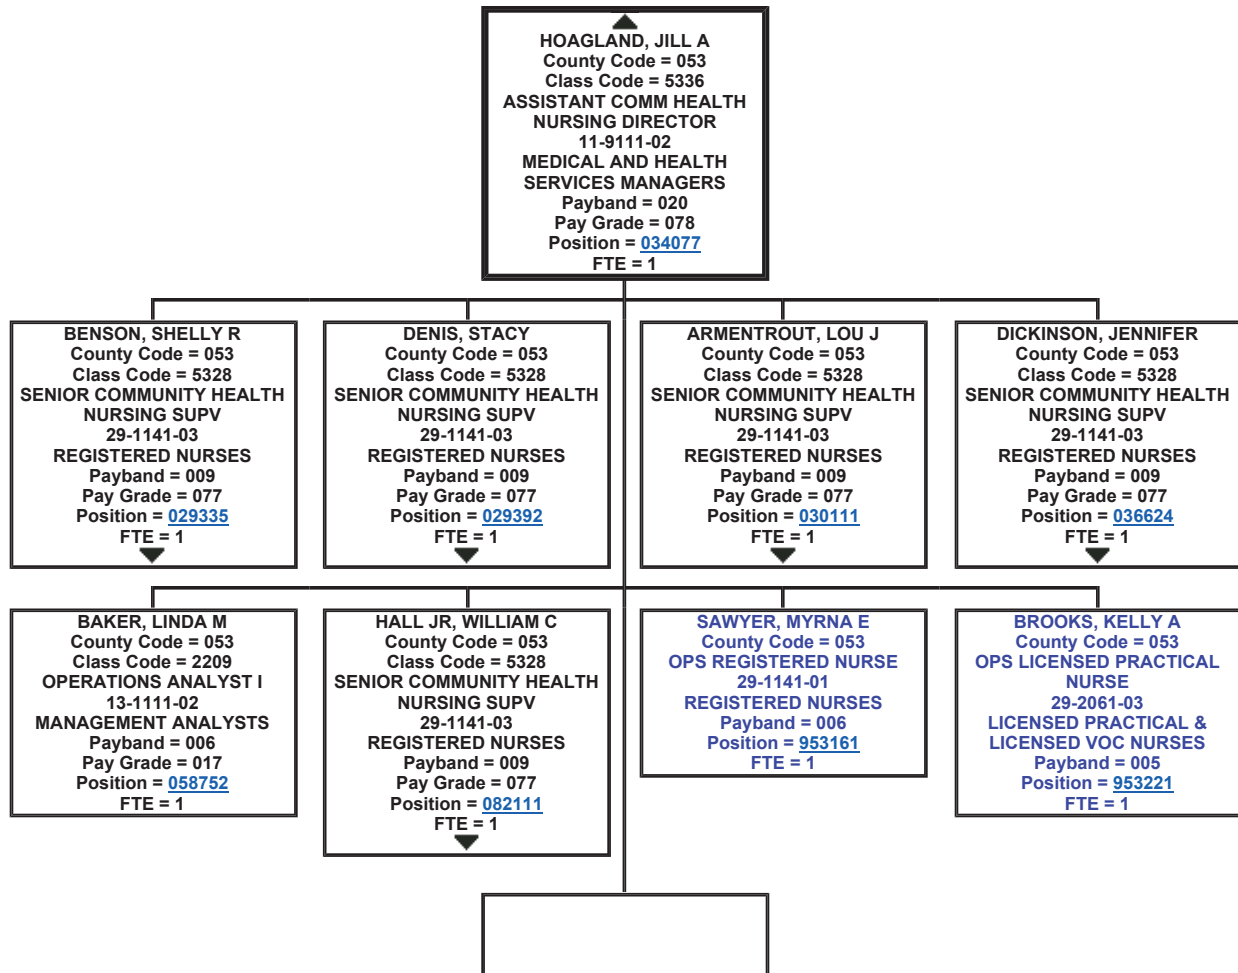 HOAGLAND, JILL A
County Code = 053
Class Code = 5336
ASSISTANT COMM HEALTH
NURSING DIRECTOR
11-9111-02
MEDICAL AND HEALTH
SERVICES MANAGERS
Payband = 020
Pay Grade = 078
Position = 034077
FTE = 1
BENSON, SHELLY R
County Code = 053
Class Code = 5328
SENIOR COMMUNITY HEALTH
NURSING SUPV
29-1141-03
REGISTERED NURSES
Payband = 009
Pay Grade = 077
Position = 029335
FTE = 1
DENIS, STACY
County Code = 053
Class Code = 5328
SENIOR COMMUNITY HEALTH
NURSING SUPV
29-1141-03
REGISTERED NURSES
Payband = 009
Pay Grade = 077
Position = 029392
FTE = 1
ARMENTROUT, LOU J
County Code = 053
Class Code = 5328
SENIOR COMMUNITY HEALTH
NURSING SUPV
29-1141-03
REGISTERED NURSES
Payband = 009
Pay Grade = 077
Position = 030111
FTE = 1
DICKINSON, JENNIFER
County Code = 053
Class Code = 5328
SENIOR COMMUNITY HEALTH
NURSING SUPV
29-1141-03
REGISTERED NURSES
Payband = 009
Pay Grade = 077
Position = 036624
FTE = 1
BAKER, LINDA M
County Code = 053
Class Code = 2209
OPERATIONS ANALYST I
13-1111-02
MANAGEMENT ANALYSTS
Payband = 006
Pay Grade = 017
Position = 058752
FTE = 1
HALL JR, WILLIAM C
County Code = 053
Class Code = 5328
SENIOR COMMUNITY HEALTH
NURSING SUPV
29-1141-03
REGISTERED NURSES
Payband = 009
Pay Grade = 077
Position = 082111
FTE = 1
SAWYER, MYRNA E
County Code = 053
OPS REGISTERED NURSE
29-1141-01
REGISTERED NURSES
Payband = 006
Position = 953161
FTE = 1
BROOKS, KELLY A
County Code = 053
OPS LICENSED PRACTICAL
NURSE
29-2061-03
LICENSED PRACTICAL &
LICENSED VOC NURSES
Payband = 005
Position = 953221
FTE = 1